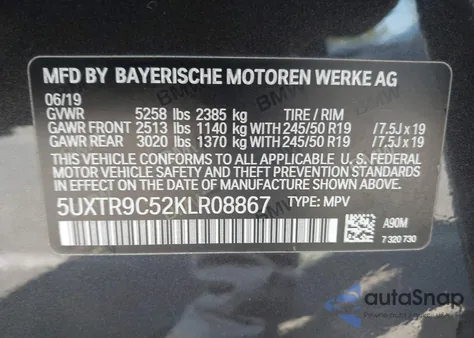 MFD BY BAYERISCHE MOTOREN WERKE AG
06/19
GVWR 5258 lbs 2385 kg TIRE / RIM
GAWR FRONT 2513 lbs 1140 kg WITH 245/50 R19 /7.5J x 19
GAWR REAR 3020 lbs 1370 kg WITH 245/50 R19 /7.5J x 19
THIS VEHICLE CONFORMS TO ALL APPLICABLE U. S. FEDERAL
MOTOR VEHICLE SAFETY, BUMPER,
AND THEFT PREVENTION STANDARDS IN EFFECT ON THE DATE
OF MANUFACTURE SHOWN ABOVE.
5UXTR9C52KLR08867 TYPE: MPV
A90M
7 320 730
autoSnap